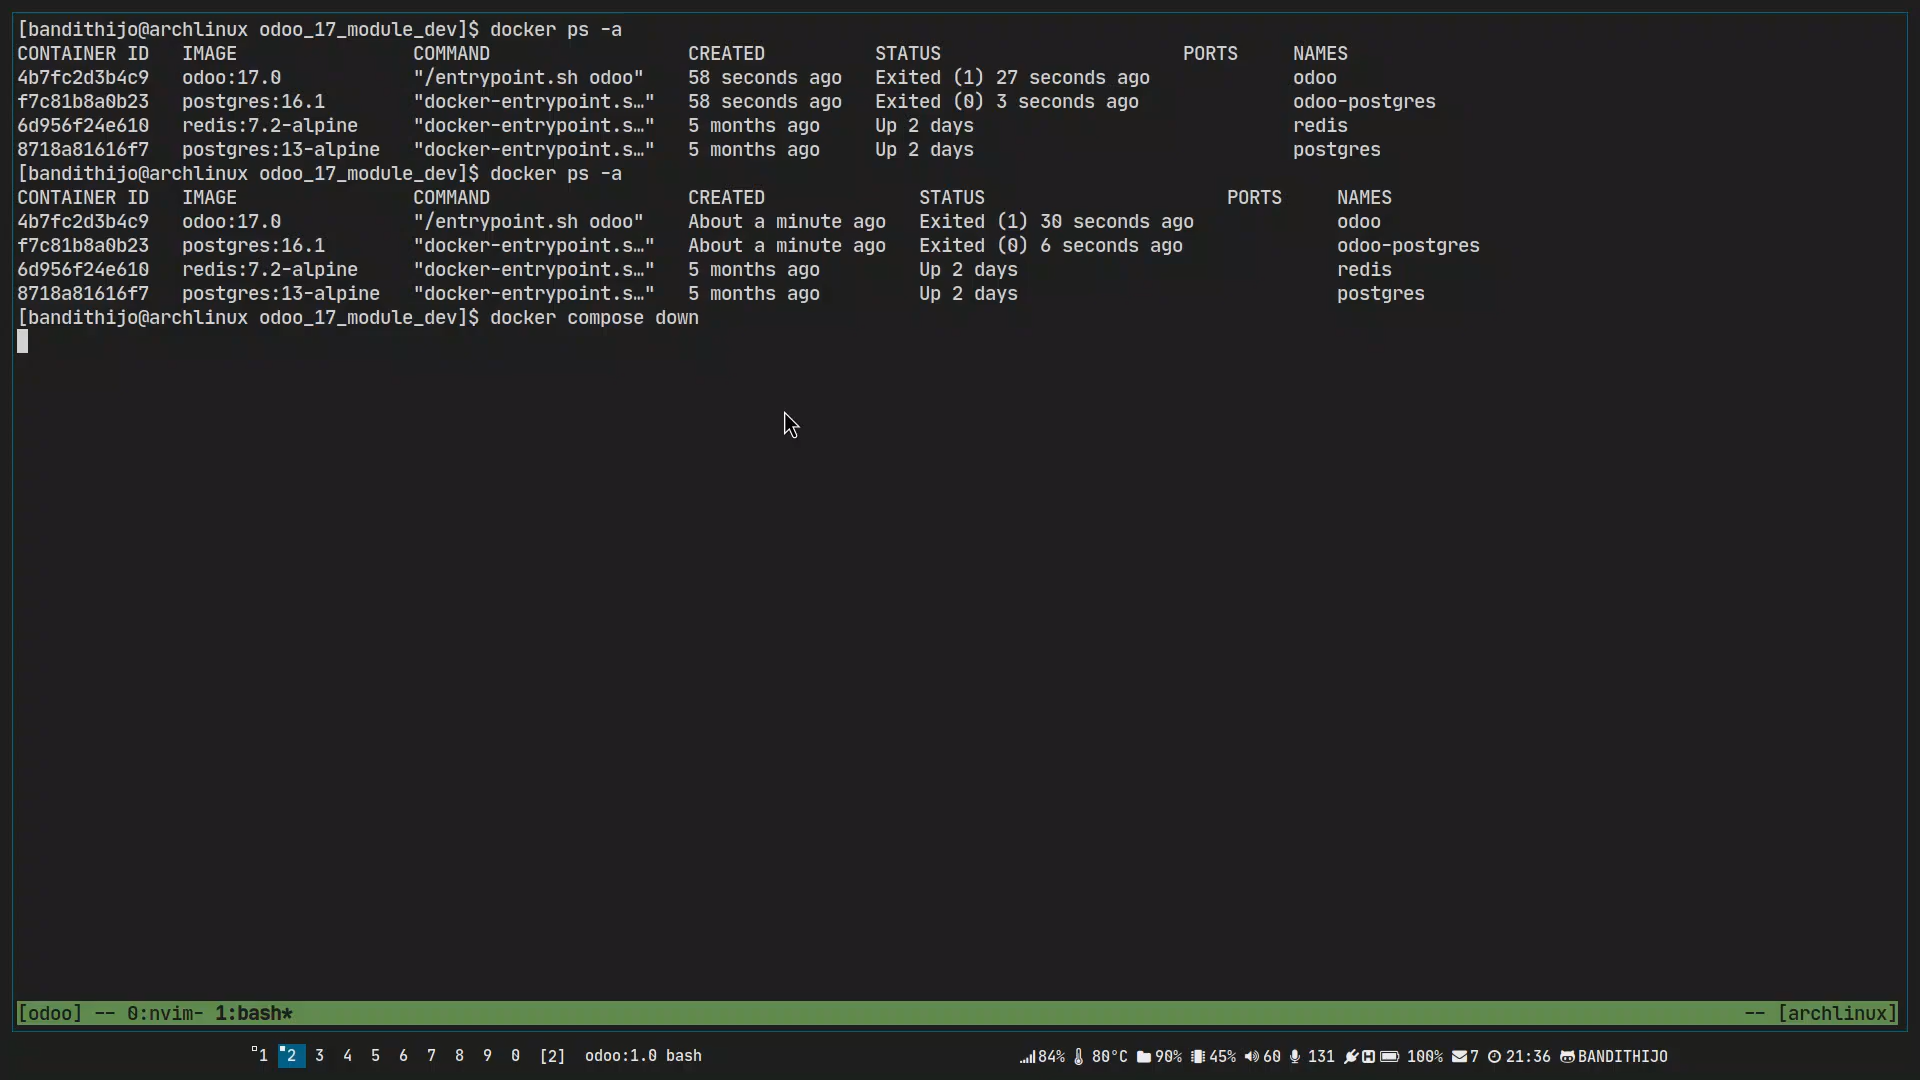 [bandithijo@archlinux odoo_17_module_dev]$ docker ps -a
CONTAINER ID   IMAGE                COMMAND                  CREATED          STATUS                      PORTS     NAMES
4b7fc2d3b4c9   odoo:17.0            "/entrypoint.sh odoo"    58 seconds ago   Exited (1) 27 seconds ago             odoo
f7c81b8a0b23   postgres:16.1        "docker-entrypoint.s…"   58 seconds ago   Exited (0) 3 seconds ago              odoo-postgres
6d956f24e610   redis:7.2-alpine     "docker-entrypoint.s…"   5 months ago     Up 2 days                             redis
8718a81616f7   postgres:13-alpine   "docker-entrypoint.s…"   5 months ago     Up 2 days                             postgres
[bandithijo@archlinux odoo_17_module_dev]$ docker ps -a
CONTAINER ID   IMAGE                COMMAND                  CREATED              STATUS                      PORTS     NAMES
4b7fc2d3b4c9   odoo:17.0            "/entrypoint.sh odoo"    About a minute ago   Exited (1) 30 seconds ago             odoo
f7c81b8a0b23   postgres:16.1        "docker-entrypoint.s…"   About a minute ago   Exited (0) 6 seconds ago              odoo-postgres
6d956f24e610   redis:7.2-alpine     "docker-entrypoint.s…"   5 months ago         Up 2 days                             redis
8718a81616f7   postgres:13-alpine   "docker-entrypoint.s…"   5 months ago         Up 2 days                             postgres
[bandithijo@archlinux odoo_17_module_dev]$ docker compose down
[odoo] -- 0:nvim- 1:bash* -- [archlinux]
1 2 3 4 5 6 7 8 9 0 [2] odoo:1.0 bash 84% 80°C 90% 45% 60 131 H 100% 7 21:36 BANDITHIJO